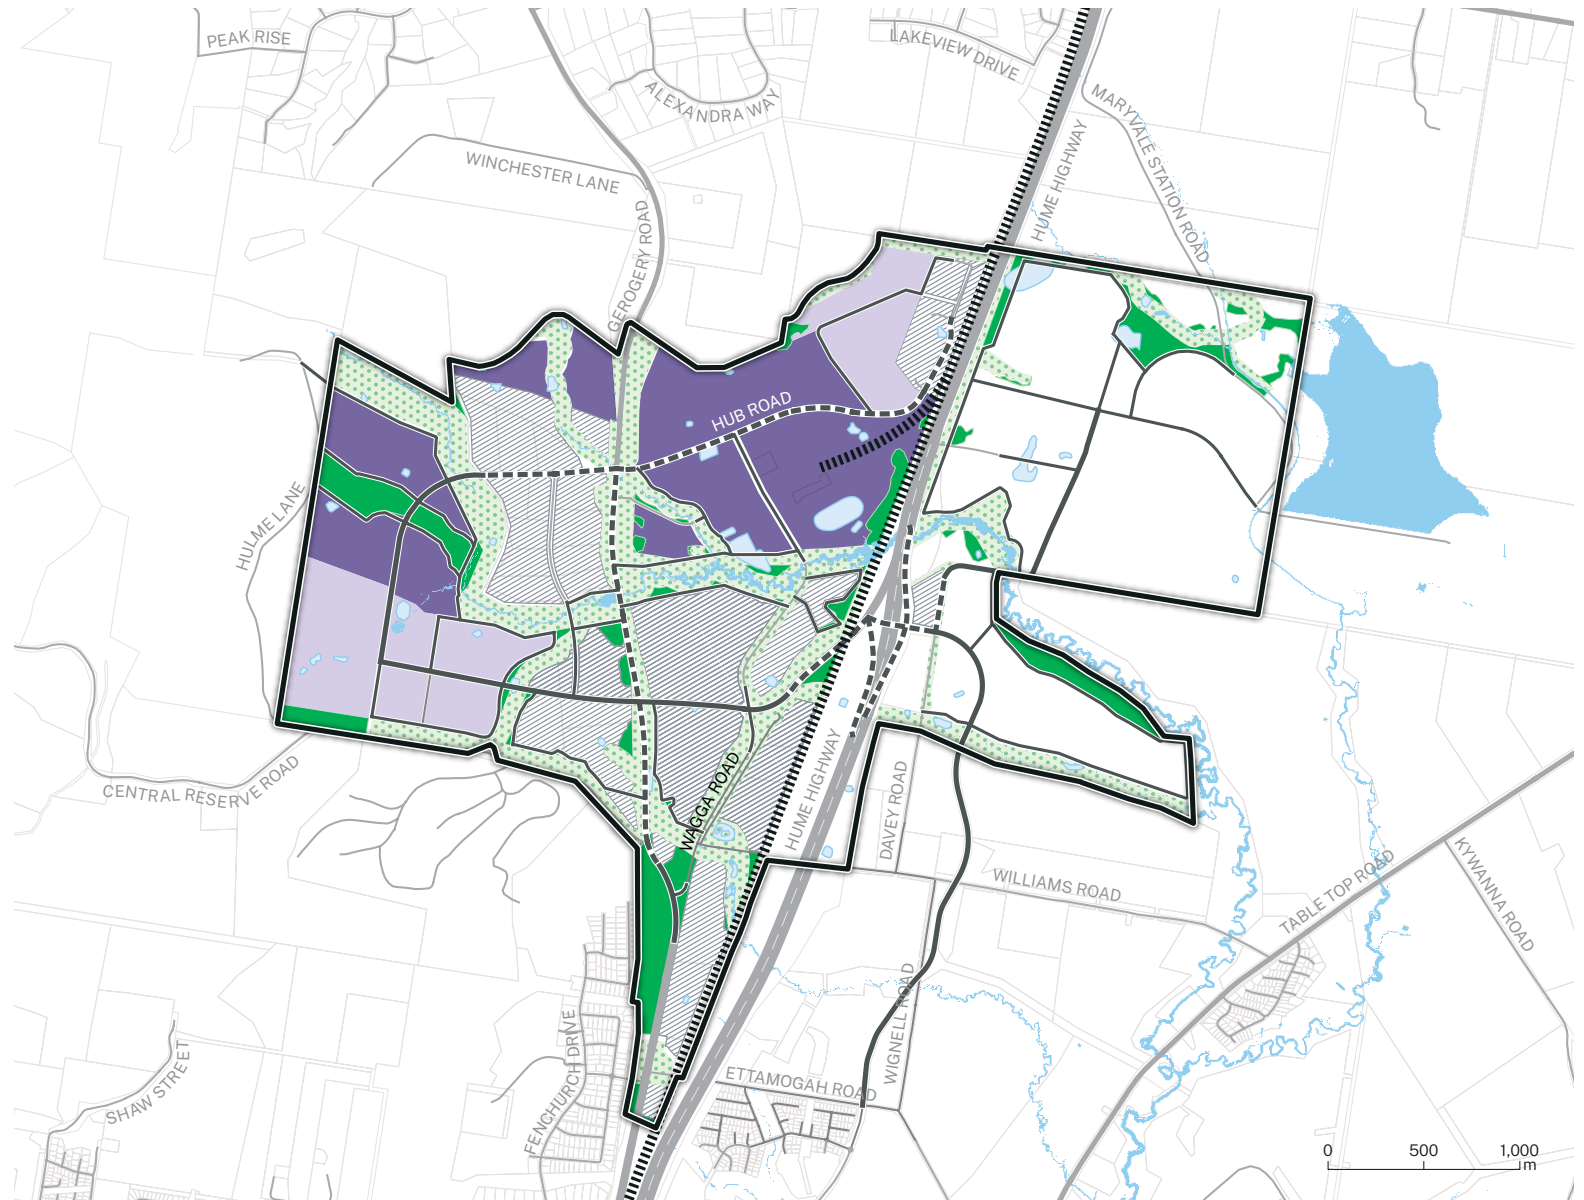 PEAK RISE
LAKEVIEW DRIVE
ALEXANDRA WAY
MARYVALE STATION ROAD
WINCHESTER LANE
HUME HIGHWAY
GEROGERY ROAD
HUB ROAD
HULME LANE
WAGGA ROAD
HUME HIGHWAY
DAVEY ROAD
CENTRAL RESERVE ROAD
WILLIAMS ROAD
TABLE TOP ROAD
KYWANNA ROAD
WIGNELL ROAD
FENCHURCH DRIVE
SHAW STREET
ETTAMOGAH ROAD
0 500 1,000
m